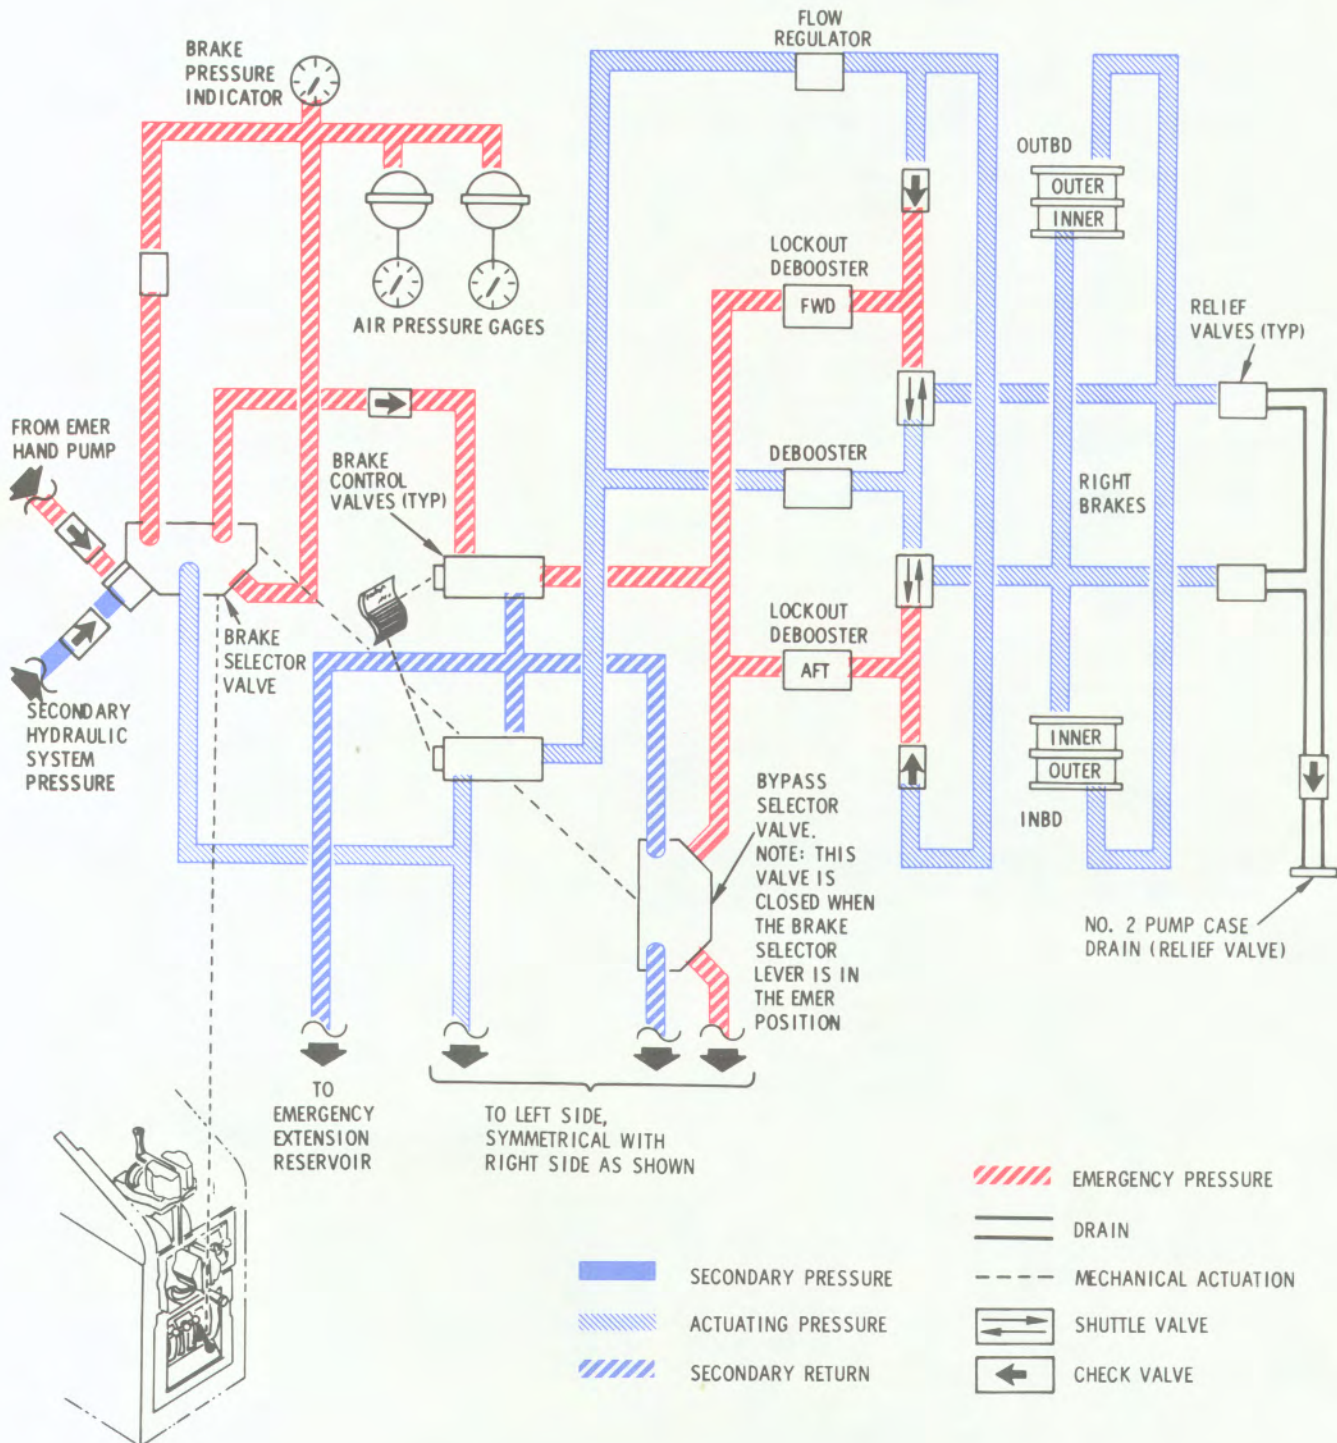 FLOW
REGULATOR
BRAKE
PRESSURE
INDICATOR
OUTBD
OUTER
INNER
LOCKOUT
DEBOOSTER
FWD
AIR PRESSURE GAGES
RELIEF
VALVES (TYP)
FROM EMER
HAND PUMP
BRAKE
CONTROL
VALVES (TYP)
DEBOOSTER
RIGHT
BRAKES
LOCKOUT
DEBOOSTER
AFT
BRAKE
SELECTOR
VALVE
SECONDARY
HYDRAULIC
SYSTEM
PRESSURE
INNER
OUTER
INBD
BYPASS
SELECTOR
VALVE.
NOTE: THIS
VALVE IS
CLOSED WHEN
THE BRAKE
SELECTOR
LEVER IS IN
THE EMER
POSITION
NO. 2 PUMP CASE
DRAIN (RELIEF VALVE)
TO
EMERGENCY
EXTENSION
RESERVOIR
TO LEFT SIDE,
SYMMETRICAL WITH
RIGHT SIDE AS SHOWN
SECONDARY PRESSURE
ACTUATING PRESSURE
SECONDARY RETURN
EMERGENCY PRESSURE
DRAIN
MECHANICAL ACTUATION
SHUTTLE VALVE
CHECK VALVE